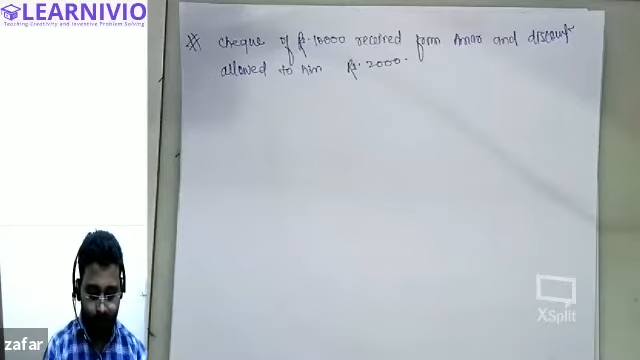 LEARNIVIO
Teaching Creativity and Inventive Problem Solving
* Cheque of Rs. 10000 received from Amar and discount
allowed to him Rs. 2000.
XSplit
zafar